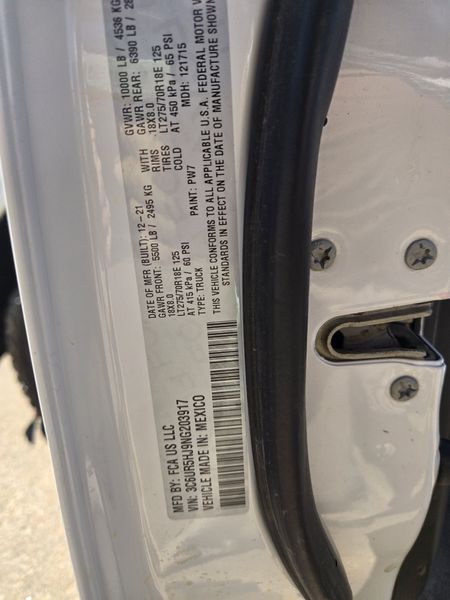 MFD BY: FCA US LLC
DATE OF MFR (BUILT): 12-21
GVWR: 10000 LB / 4536 KG
GAWR FRONT: 5500 LB / 2495 KG
WITH
GAWR REAR: 6390 LB /
18X8.0
RIMS
18X8.0
LT275/70R18E 125
TIRES
LT275/70R18E 125
AT 415 kPa / 60 PSI
COLD
AT 450 kPa / 65 PSI
TYPE: TRUCK
PAINT: PW7
MDH: 121715
THIS VEHICLE CONFORMS TO ALL APPLICABLE U.S.A. FEDERAL MOTOR
STANDARDS IN EFFECT ON THE DATE OF MANUFACTURE SHOWN
VIN: 3C6UR5HJ9NG203917
VEHICLE MADE IN: MEXICO